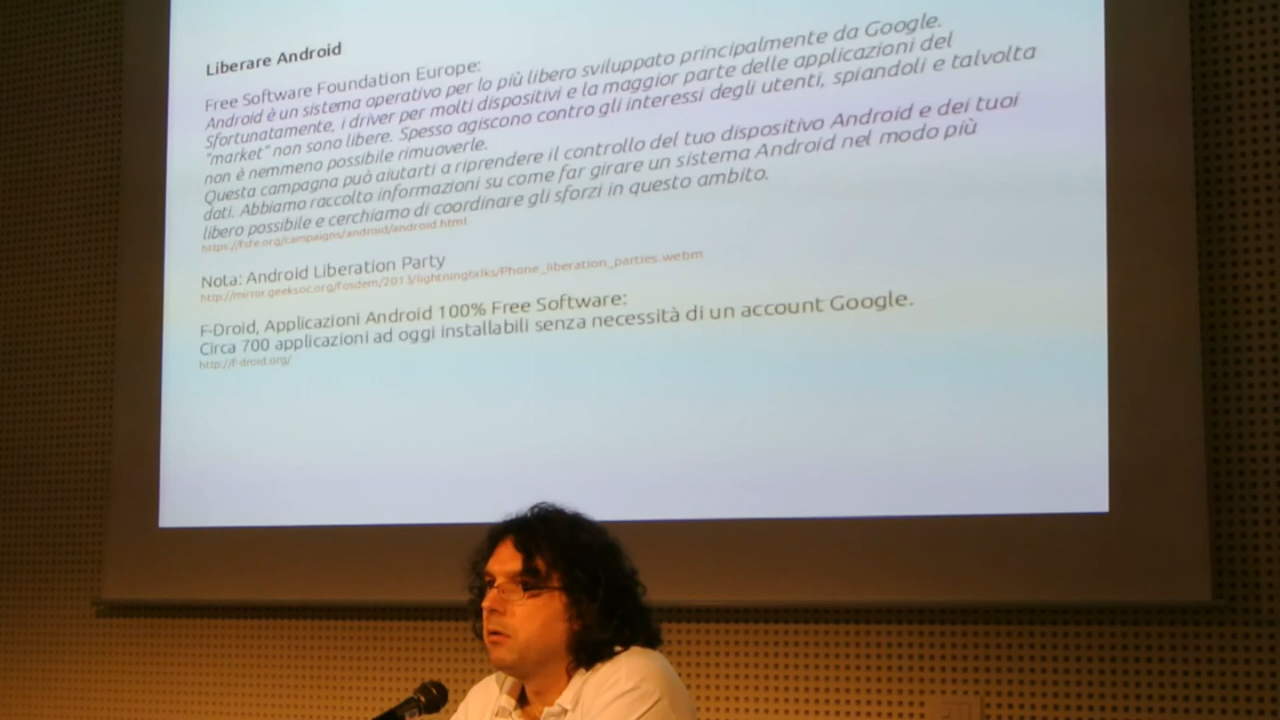 Liberare Android
Free Software Foundation Europe:
Android è un sistema operativo per lo più libero sviluppato principalmente da Google.
Sfortunatamente, i driver per molti dispositivi e la maggior parte delle applicazioni del
"market" non sono libere. Spesso agiscono contro gli interessi degli utenti, spiandoli e talvolta
non è nemmeno possibile rimuoverle.
Questa campagna può aiutarti a riprendere il controllo del tuo dispositivo Android e dei tuoi
dati. Abbiamo raccolto informazioni su come far girare un sistema Android nel modo più
libero possibile e cerchiamo di coordinare gli sforzi in questo ambito.
https://fsfe.org/campaigns/android/android.html
Nota: Android Liberation Party
http://mirror.geeksoc.org/fosdem/2013/lightningtalks/Phone_liberation_parties.webm
F-Droid, Applicazioni Android 100% Free Software:
Circa 700 applicazioni ad oggi installabili senza necessità di un account Google.
http://f-droid.org/